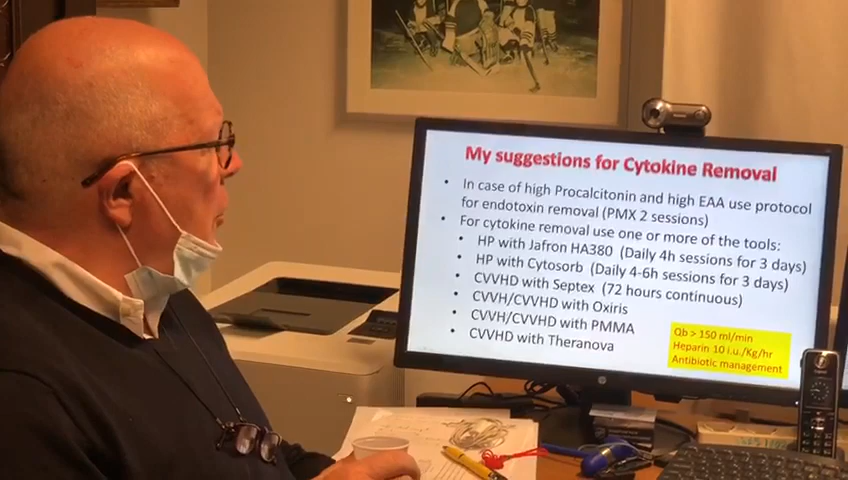 My suggestions for Cytokine Removal
• In case of high Procalcitonin and high EAA use protocol
for endotoxin removal (PMX 2 sessions)
• For cytokine removal use one or more of the tools:
• HP with Jafron HA380 (Daily 4h sessions for 3 days)
• HP with Cytosorb (Daily 4-6h sessions for 3 days)
• CVVHD with Septex (72 hours continuous)
• CVVH/CVVHD with Oxiris
• CVVH/CVVHD with PMMA
• CVVHD with Theranova
Qb > 150 ml/min
Heparin 10 i.u./Kg/hr
Antibiotic management